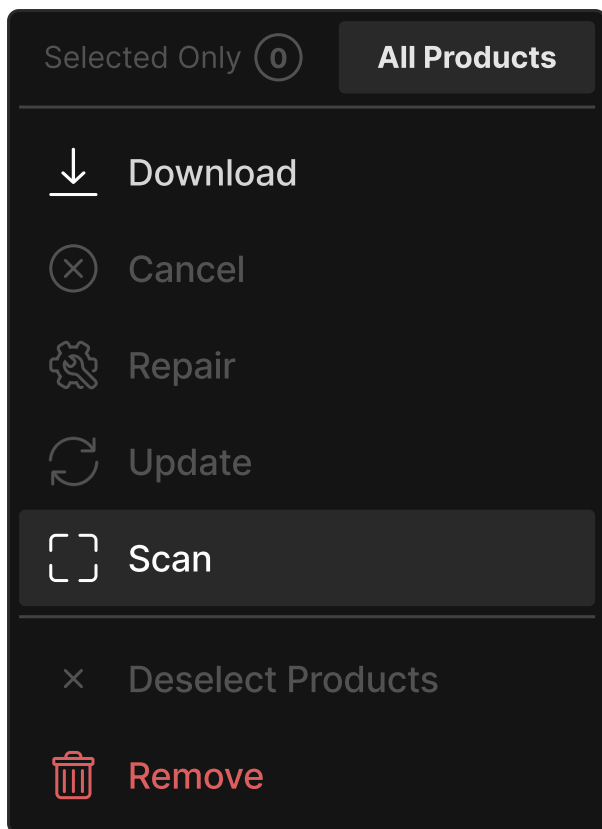 Selected Only 0 All Products
Download
Cancel
Repair
Update
Scan
Deselect Products
Remove